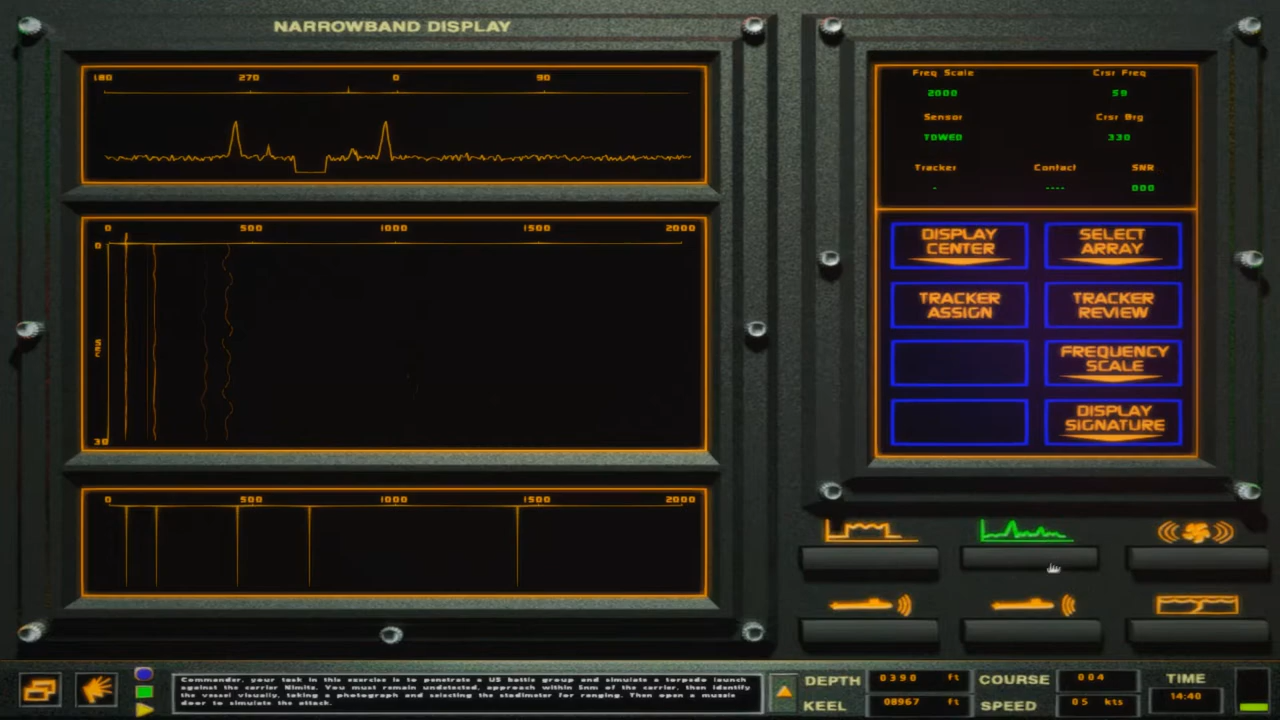 NARROWBAND DISPLAY
180 270 0 90
0 500 1000 1500 2000
0
30
0 500 1000 1500 2000
Freq Scale Crsr Freq
2000 59
Sensor Crsr Brg
TOWED 330
Tracker Contact SNR
- ---- 000
DISPLAY CENTER
SELECT ARRAY
TRACKER ASSIGN
TRACKER REVIEW
FREQUENCY SCALE
DISPLAY SIGNATURE
Commander, your task in this exercise is to penetrate a US battle group and simulate a torpedo launch
against the carrier Nimitz. You must remain undetected, approach within 5nm of the carrier, then identify
the vessel visually, taking a photograph and selecting the stadimeter for ranging. Then open a muzzle
door to simulate the attack.
DEPTH 0390 ft COURSE 004 TIME
KEEL 08967 ft SPEED 05 kts 14:40